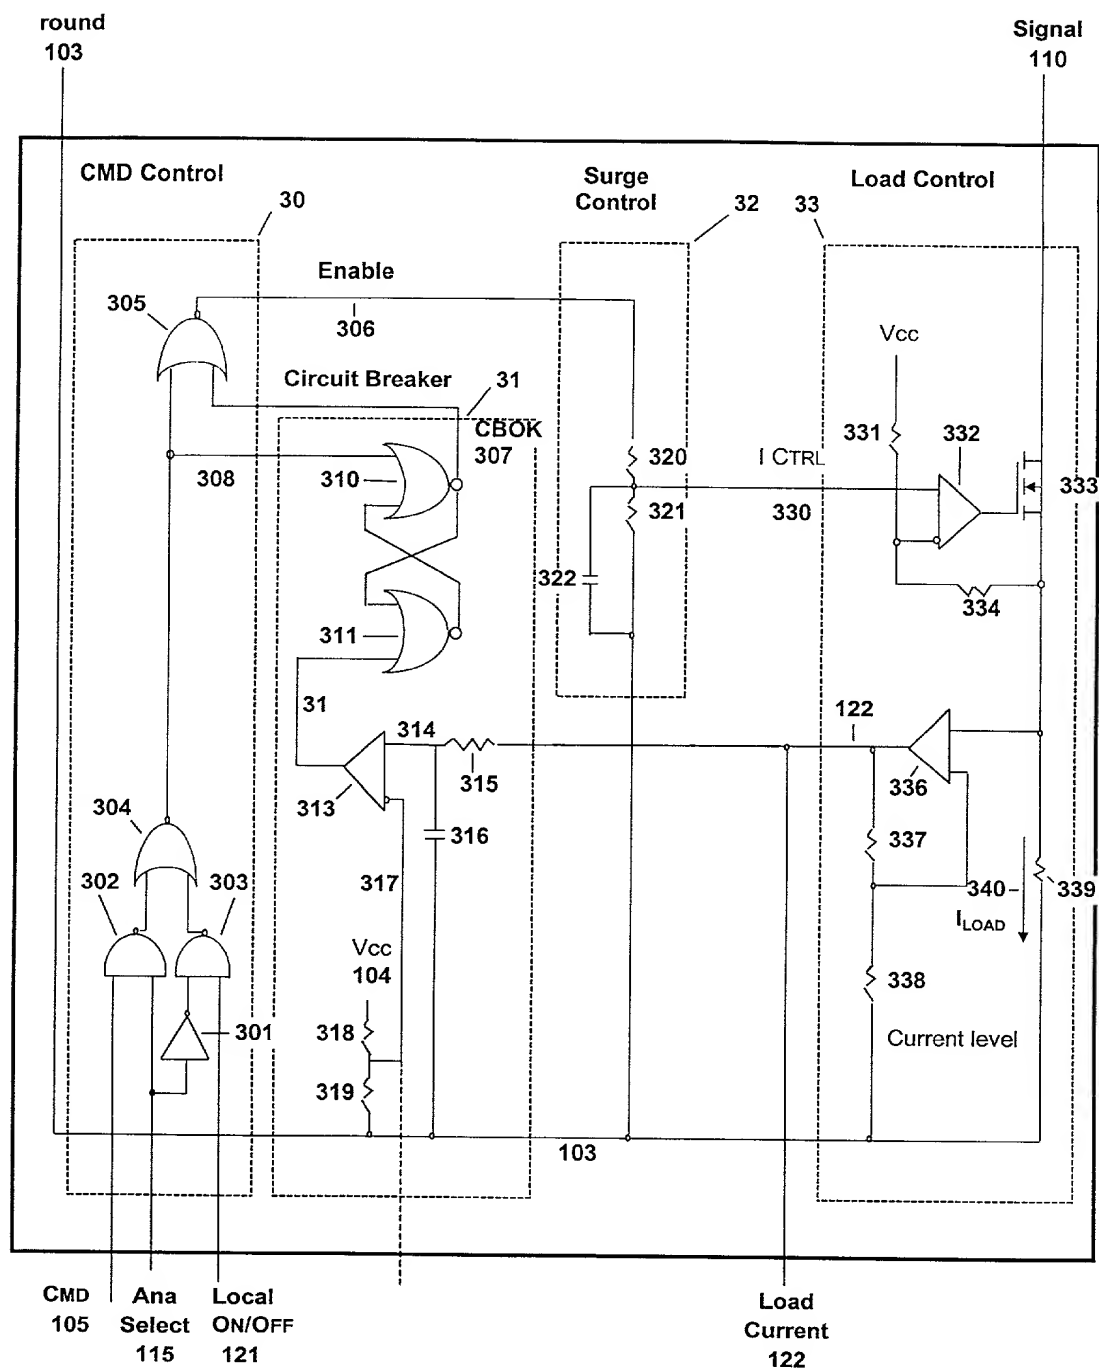 round
103
Signal
110
CMD Control
30
Surge
Control
32
33
Load Control
Enable
305
306
Vcc
Circuit Breaker
31
CBOK
307
331
332
308
310
320
I CTRL
333
321
330
322
334
311
31
314
122
315
313
336
304
316
337
302
303
317
340
339
ILOAD
Vcc
104
338
318
301
Current level
319
103
CMD
105
Ana
Select
115
Local
ON/OFF
121
Load
Current
122